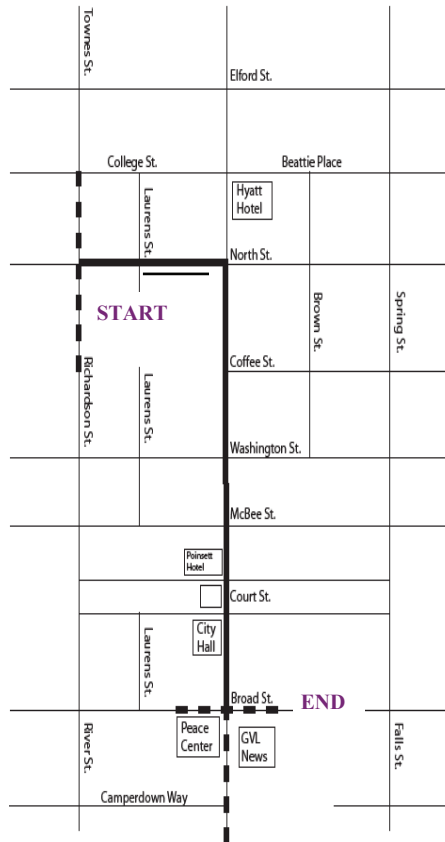 Townes St.
Elford St.
College St.
Beattie Place
Laurens St.
Hyatt
Hotel
North St.
START
Brown St.
Spring St.
Richardson St.
Laurens St.
Coffee St.
Washington St.
McBee St.
Poinsett
Hotel
Court St.
City
Hall
Laurens St.
Broad St.
END
River St.
Peace
Center
GVL
News
Falls St.
Camperdown Way